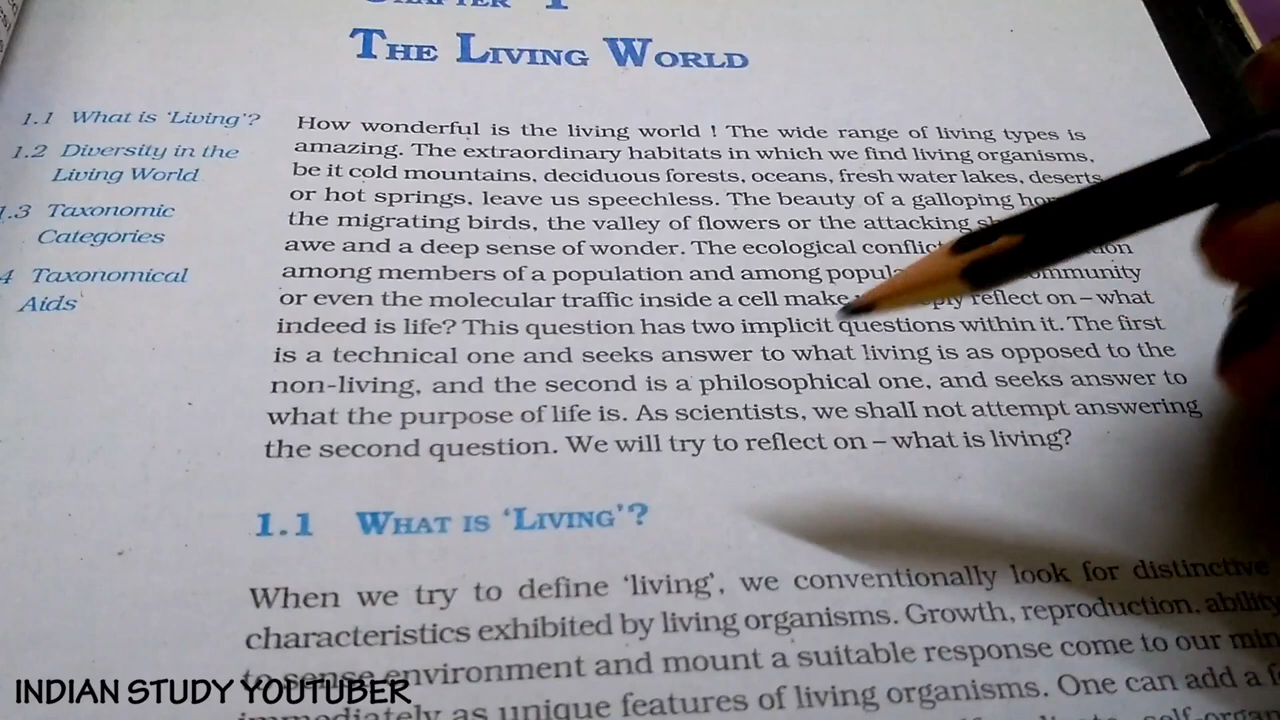 CHAPTER 1
THE LIVING WORLD
1.1 What is ‘Living’?
1.2 Diversity in the
Living World
1.3 Taxonomic
Categories
4 Taxonomical
Aids
How wonderful is the living world ! The wide range of living types is
amazing. The extraordinary habitats in which we find living organisms,
be it cold mountains, deciduous forests, oceans, fresh water lakes, deserts
or hot springs, leave us speechless. The beauty of a galloping
the migrating birds, the valley of flowers or the attacking
awe and a deep sense of wonder. The ecological
among members of a population and among
or even the molecular traffic inside a cell make reflect on – what
indeed is life? This question has two implicit questions within it. The first
is a technical one and seeks answer to what living is as opposed to the
non-living, and the second is a philosophical one, and seeks answer to
what the purpose of life is. As scientists, we shall not attempt answering
the second question. We will try to reflect on – what is living?
1.1 WHAT IS ‘LIVING’?
When we try to define ‘living’, we conventionally look for distinctive
characteristics exhibited by living organisms. Growth, reproduction, ability
to sense environment and mount a suitable response come to our
immediately as unique features of living organisms. One can add a
INDIAN STUDY YOUTUBER